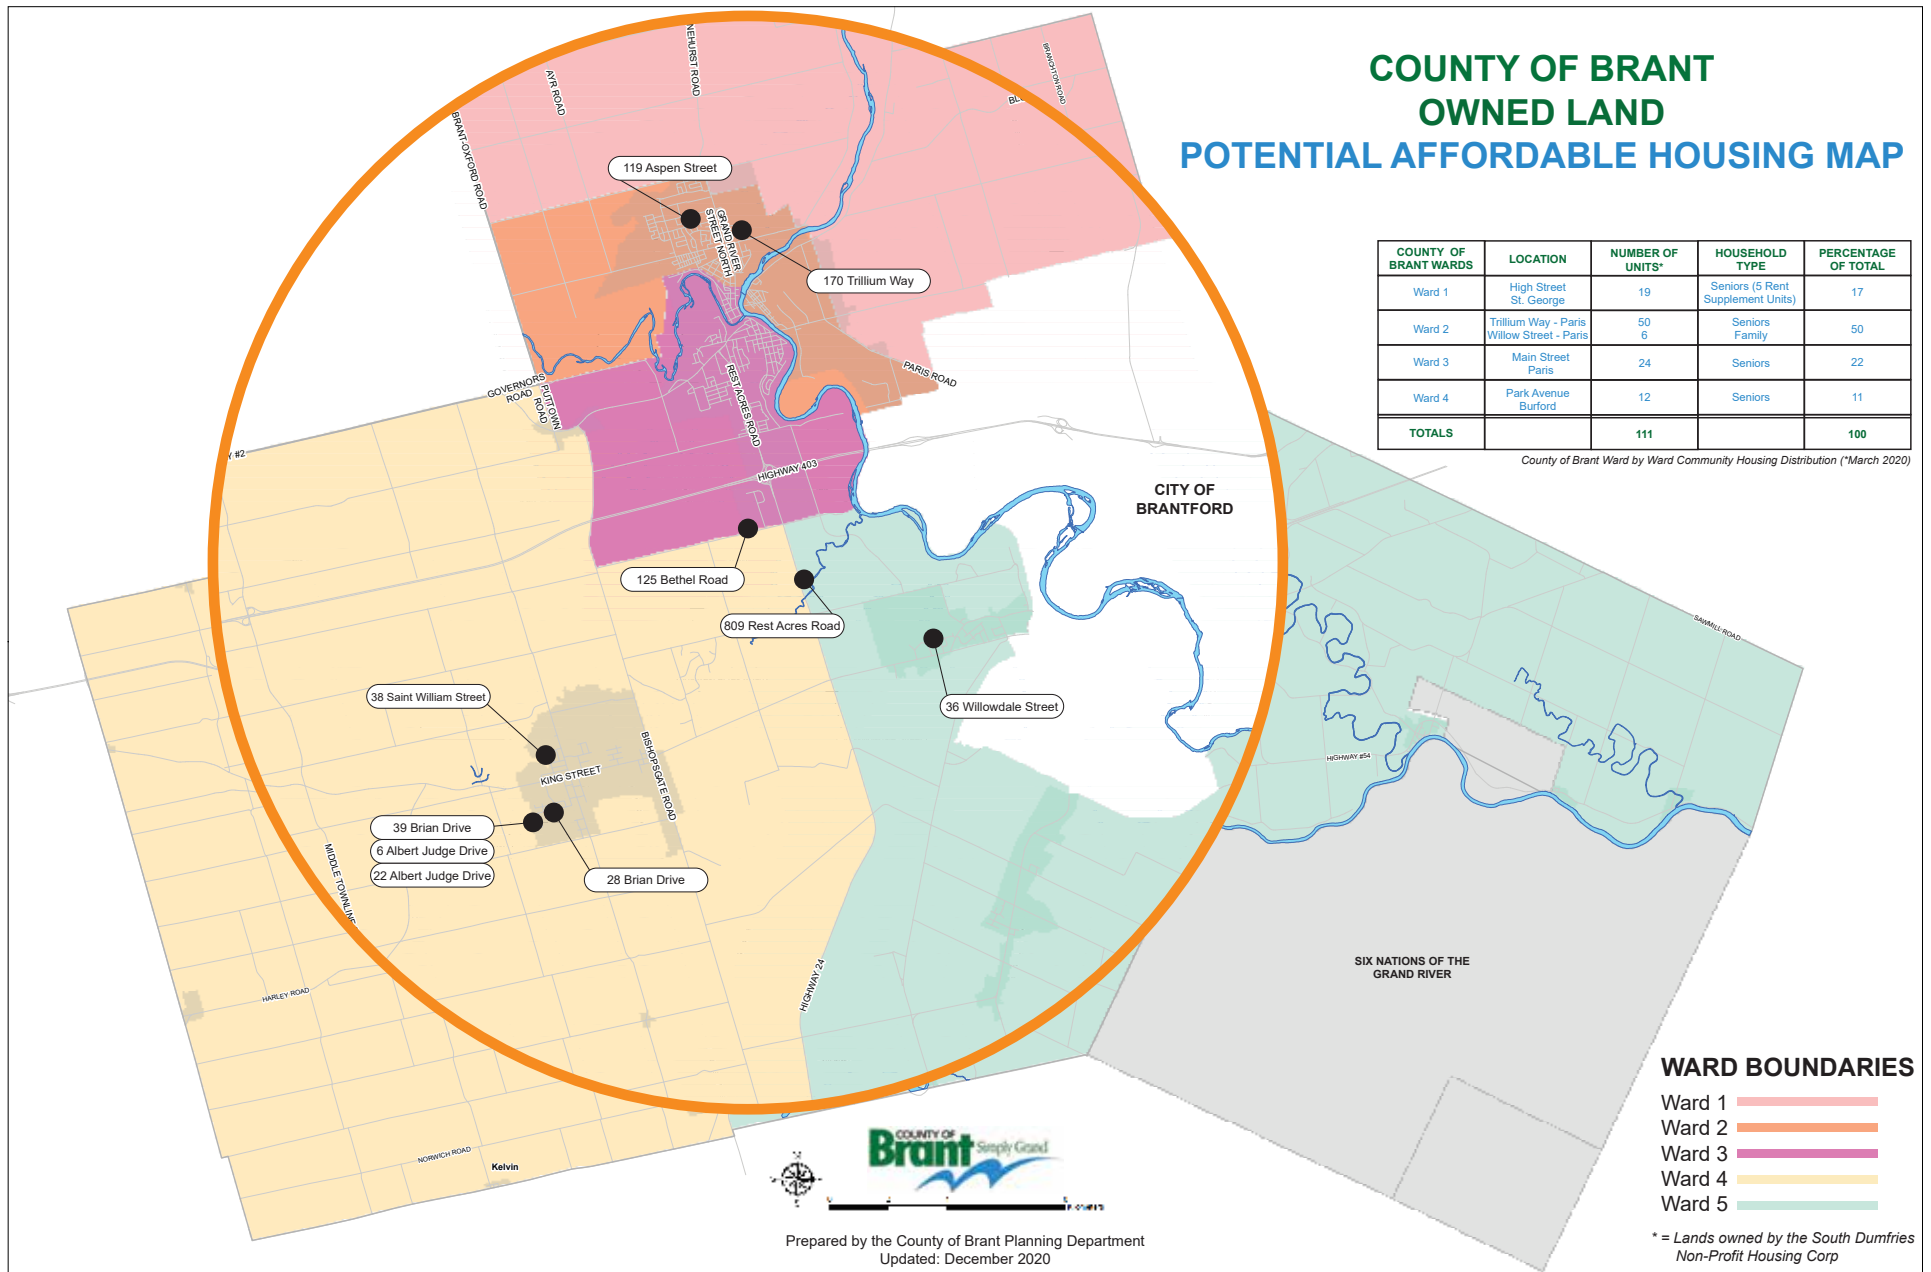 COUNTY OF BRANT
OWNED LAND
POTENTIAL AFFORDABLE HOUSING MAP
COUNTY OF BRANT WARDS LOCATION NUMBER OF UNITS* HOUSEHOLD TYPE PERCENTAGE OF TOTAL
Ward 1 High Street St. George 19 Seniors (5 Rent Supplement Units) 17
Ward 2 Trillium Way - Paris Willow Street - Paris 50 6 Seniors Family 50
Ward 3 Main Street Paris 24 Seniors 22
Ward 4 Park Avenue Burford 12 Seniors 11
TOTALS 111 100
County of Brant Ward by Ward Community Housing Distribution (*March 2020)
NEHURST ROAD
AYR ROAD
BRANCHTON ROAD
BRANT-OXFORD ROAD
119 Aspen Street
GRAND RIVER
STREET NORTH
170 Trillium Way
PARIS ROAD
GOVERNORS
ROAD
PUTTOWN
ROAD
REST ACRES ROAD
Y #2
HIGHWAY 403
CITY OF
BRANTFORD
125 Bethel Road
809 Rest Acres Road
SAWMILL ROAD
38 Saint William Street
36 Willowdale Street
BISHOPSGATE ROAD
KING STREET
HIGHWAY #54
39 Brian Drive
6 Albert Judge Drive
22 Albert Judge Drive
28 Brian Drive
MIDDLE TOWNLINE
HARLEY ROAD
HIGHWAY 24
SIX NATIONS OF THE
GRAND RIVER
NORWICH ROAD
Kelvin
COUNTY OF
Brant Simply Grand
N
Prepared by the County of Brant Planning Department
Updated: December 2020
WARD BOUNDARIES
Ward 1
Ward 2
Ward 3
Ward 4
Ward 5
* = Lands owned by the South Dumfries
Non-Profit Housing Corp